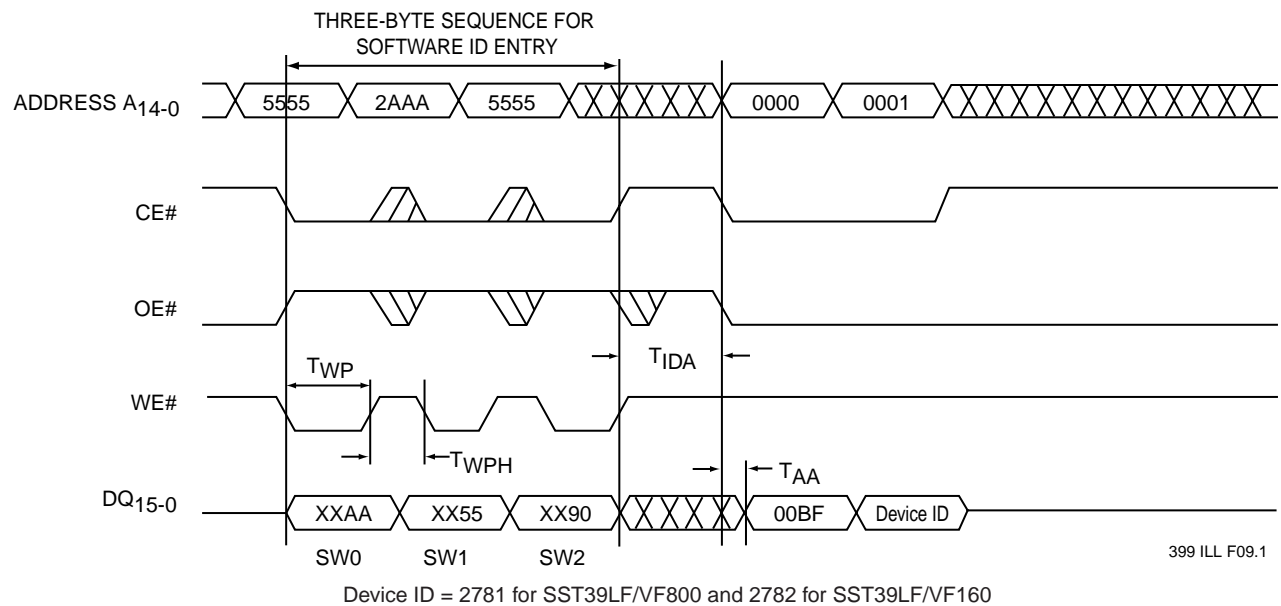 THREE-BYTE SEQUENCE FOR
SOFTWARE ID ENTRY
ADDRESS A14-0 5555 2AAA 5555 0000 0001
CE#
OE#
TIDA
TWP
WE#
TWPH
TAA
DQ15-0 XXAA XX55 XX90 00BF Device ID
SW0 SW1 SW2
399 ILL F09.1
Device ID = 2781 for SST39LF/VF800 and 2782 for SST39LF/VF160